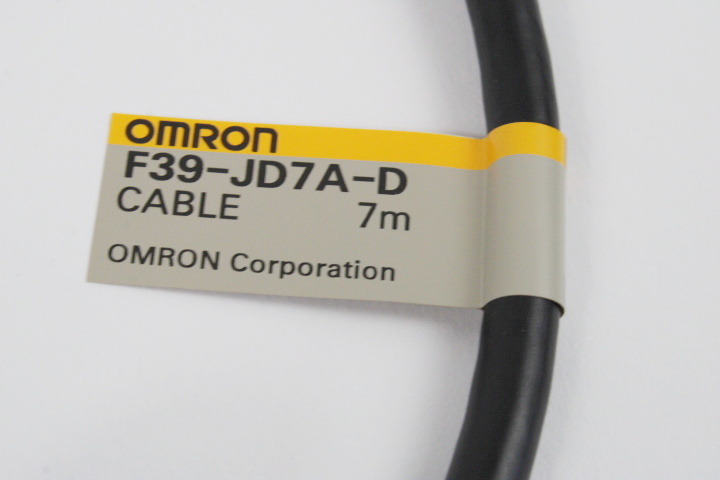 OMRON
F39-JD7A-D
CABLE 7m
OMRON Corporation